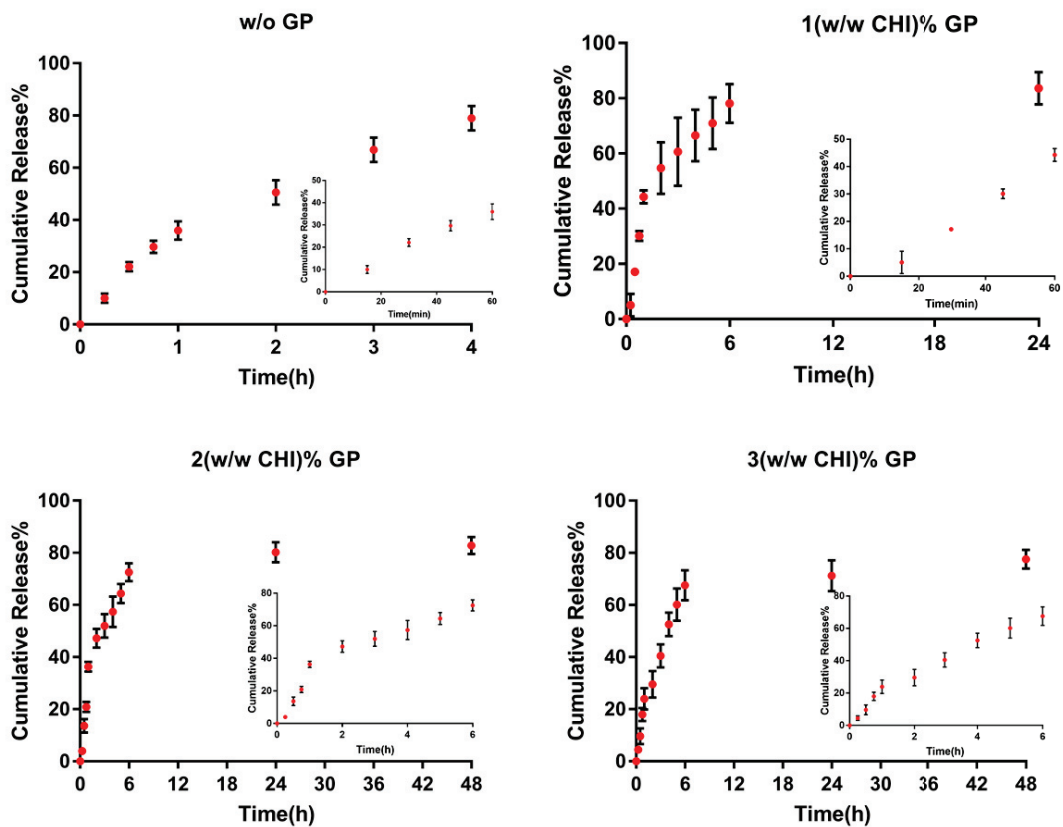 w/o GP
Cumulative Release%
100
80
60
40
20
0
0 1 2 3 4
Time(h)
Cumulative Release%
50
40
30
20
10
0
0 20 40 60
Time(min)
1(w/w CHI)% GP
Cumulative Release%
100
80
60
40
20
0
0 6 12 18 24
Time(h)
Cumulative Release%
50
40
30
20
10
0
0 20 40 60
Time(min)
2(w/w CHI)% GP
Cumulative Release%
100
80
60
40
20
0
0 6 12 18 24 30 36 42 48
Time(h)
Cumulative Release%
80
60
40
20
0
0 2 4 6
Time(h)
3(w/w CHI)% GP
Cumulative Release%
100
80
60
40
20
0
0 6 12 18 24 30 36 42 48
Time(h)
Cumulative Release%
80
60
40
20
0
0 2 4 6
Time(h)